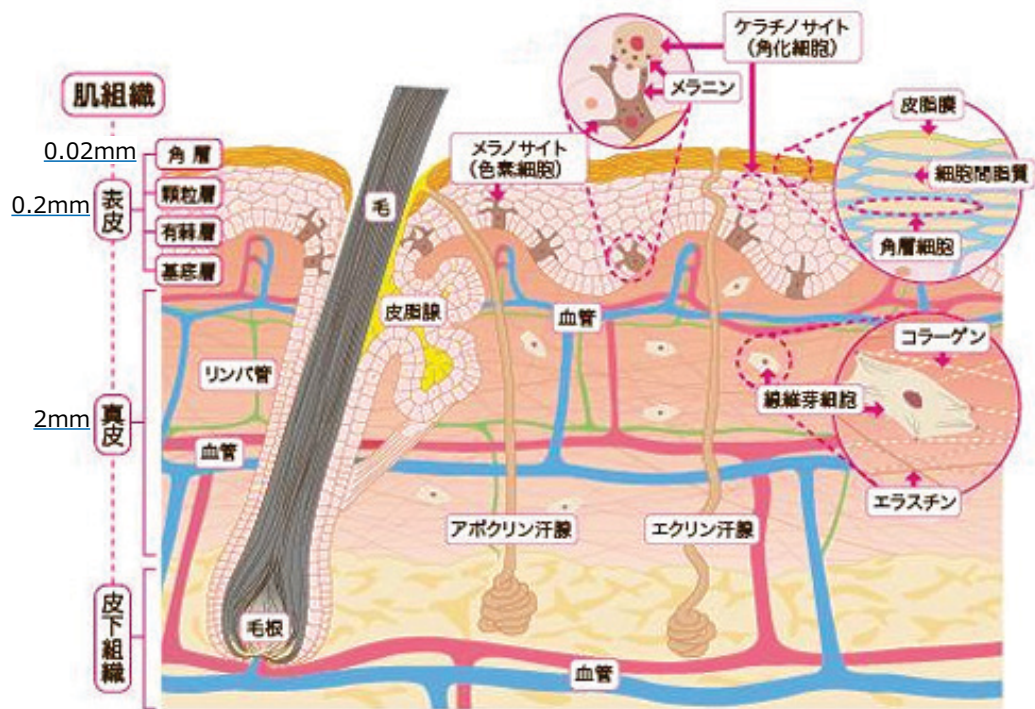 ケラチノサイト
(角化細胞)
肌組織
メラニン
皮脂膜
0.02mm
角層
メラノサイト
(色素細胞)
表皮
顆粒層
毛
細胞間脂質
0.2mm
有棘層
角層細胞
基底層
皮脂腺
血管
コラーゲン
リンパ管
線維芽細胞
2mm
真皮
血管
エラスチン
アポクリン汗腺
エクリン汗腺
皮下組織
毛根
血管